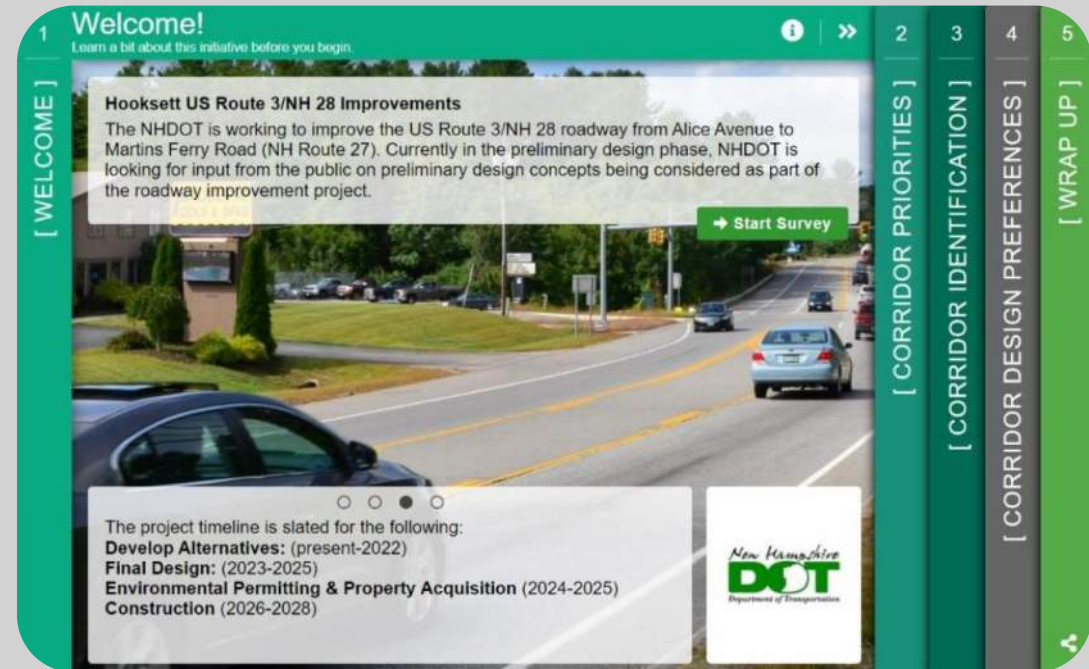 1
Welcome!
Learn a bit about this initiative before you begin.
[ WELCOME ]
Hooksett US Route 3/NH 28 Improvements
The NHDOT is working to improve the US Route 3/NH 28 roadway from Alice Avenue to
Martins Ferry Road (NH Route 27). Currently in the preliminary design phase, NHDOT is
looking for input from the public on preliminary design concepts being considered as part of
the roadway improvement project.
Start Survey
The project timeline is slated for the following:
Develop Alternatives: (present-2022)
Final Design: (2023-2025)
Environmental Permitting & Property Acquisition (2024-2025)
Construction (2026-2028)
New Hampshire
DOT
Department of Transportation
2
[ CORRIDOR PRIORITIES ]
3
[ CORRIDOR IDENTIFICATION ]
4
[ CORRIDOR DESIGN PREFERENCES ]
5
[ WRAP UP ]